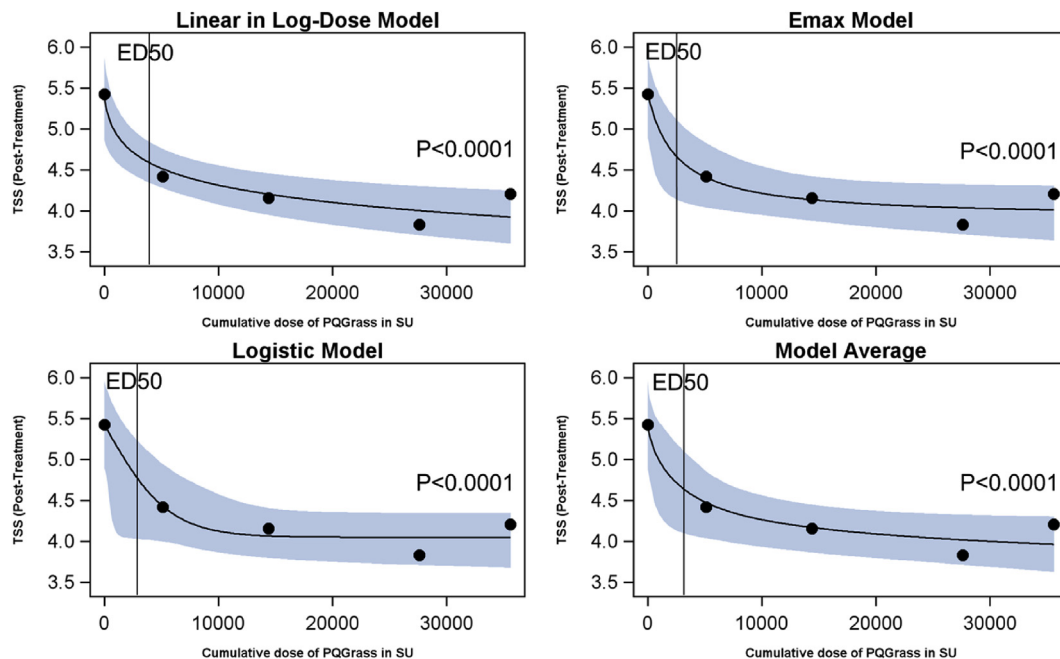 Linear in Log-Dose Model
ED50
P<0.0001
6.0
5.5
5.0
4.5
4.0
3.5
TSS (Post-Treatment)
0 10000 20000 30000
Cumulative dose of PQGrass in SU
Emax Model
ED50
P<0.0001
6.0
5.5
5.0
4.5
4.0
3.5
TSS (Post-Treatment)
0 10000 20000 30000
Cumulative dose of PQGrass in SU
Logistic Model
ED50
P<0.0001
6.0
5.5
5.0
4.5
4.0
3.5
TSS (Post-Treatment)
0 10000 20000 30000
Cumulative dose of PQGrass in SU
Model Average
ED50
P<0.0001
6.0
5.5
5.0
4.5
4.0
3.5
TSS (Post-Treatment)
0 10000 20000 30000
Cumulative dose of PQGrass in SU